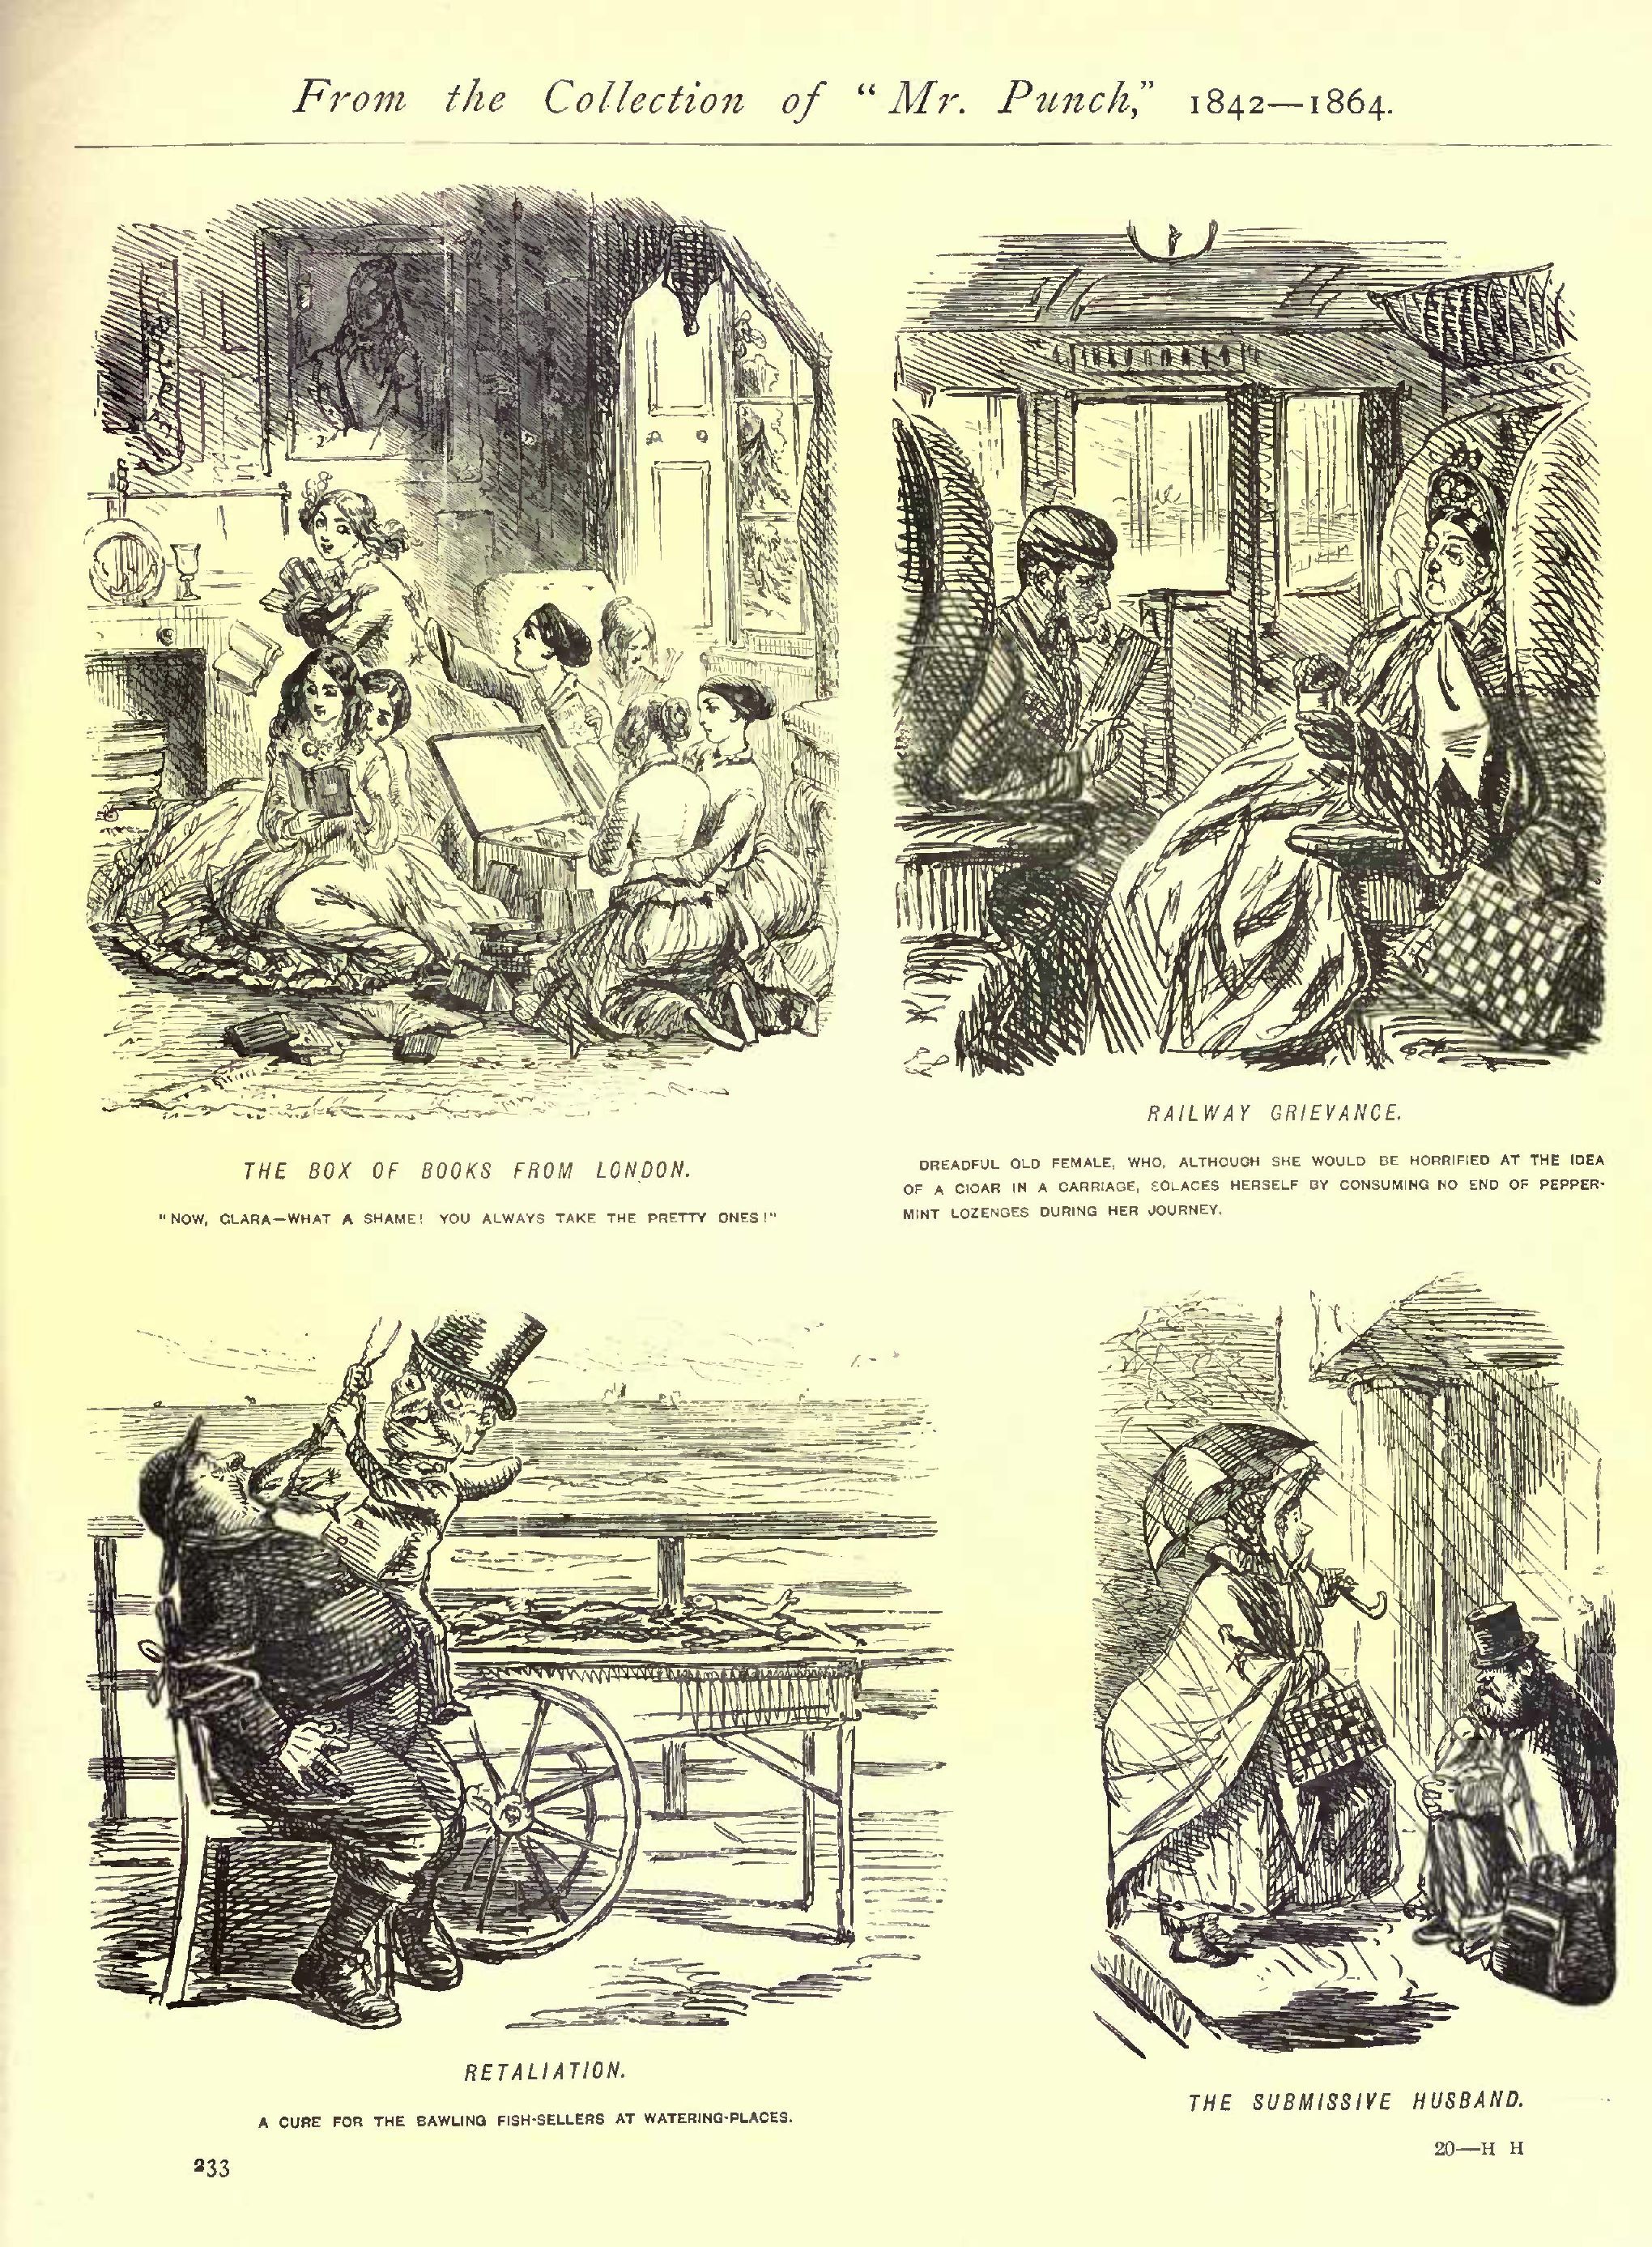 From the Collection of “Mr. Punch,” 1842—1864.
THE BOX OF BOOKS FROM LONDON.
"NOW, CLARA—WHAT A SHAME! YOU ALWAYS TAKE THE PRETTY ONES!"
RAILWAY GRIEVANCE.
DREADFUL OLD FEMALE, WHO, ALTHOUGH SHE WOULD BE HORRIFIED AT THE IDEA
OF A CIGAR IN A CARRIAGE, SOLACES HERSELF BY CONSUMING NO END OF PEPPER-
MINT LOZENGES DURING HER JOURNEY.
RETALIATION.
A CURE FOR THE BAWLING FISH-SELLERS AT WATERING-PLACES.
THE SUBMISSIVE HUSBAND.
20—H H
233